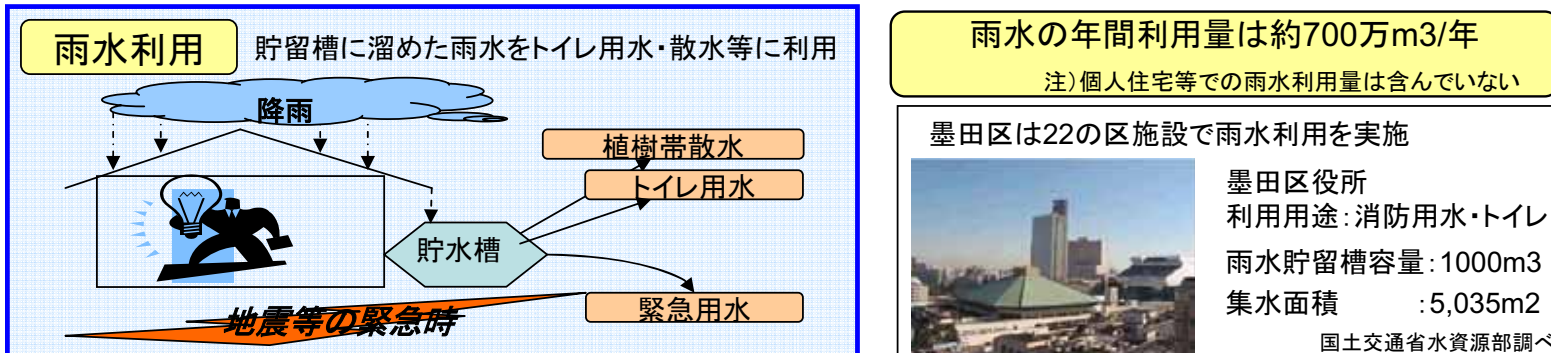 雨水利用
貯留槽に溜めた雨水をトイレ用水・散水等に利用
降雨
植樹帯散水
トイレ用水
貯水槽
緊急用水
地震等の緊急時
雨水の年間利用量は約700万m3/年
注）個人住宅等での雨水利用量は含んでいない
墨田区は22の区施設で雨水利用を実施
墨田区役所
利用用途：消防用水・トイレ
雨水貯留槽容量：1000m3
集水面積　　：5,035m2
国土交通省水資源部調べ